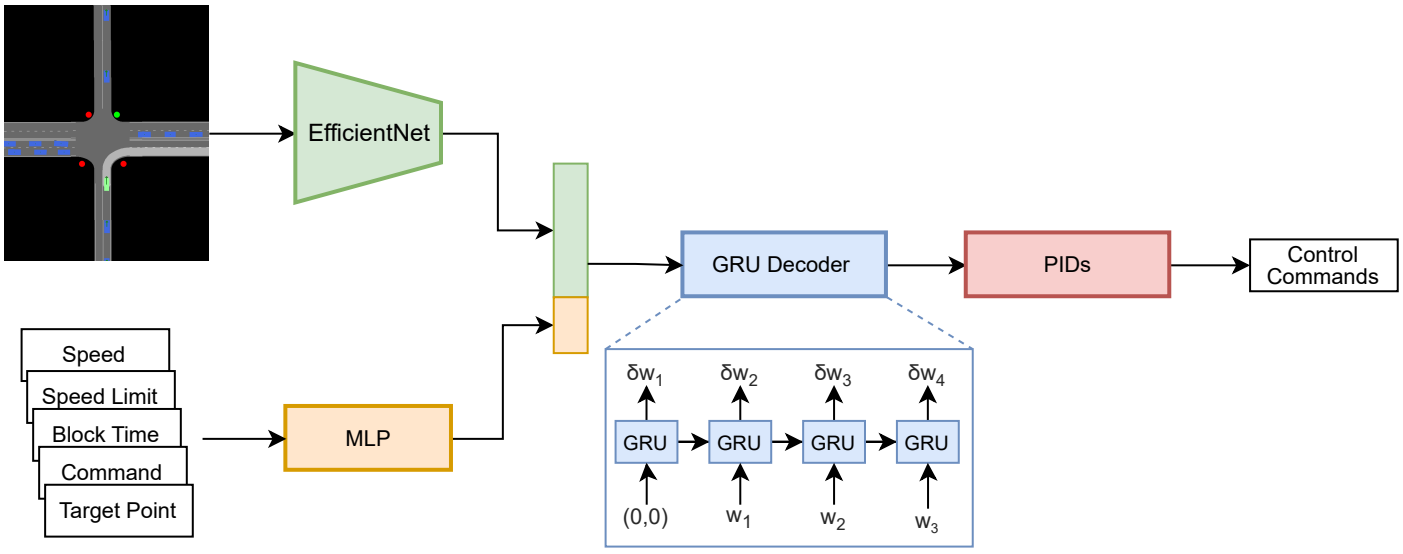 EfficientNet
Speed
Speed Limit
Block Time
Command
Target Point
MLP
GRU Decoder
PIDs
Control
Commands
δw1 δw2 δw3 δw4
GRU GRU GRU GRU
(0,0) w1 w2 w3